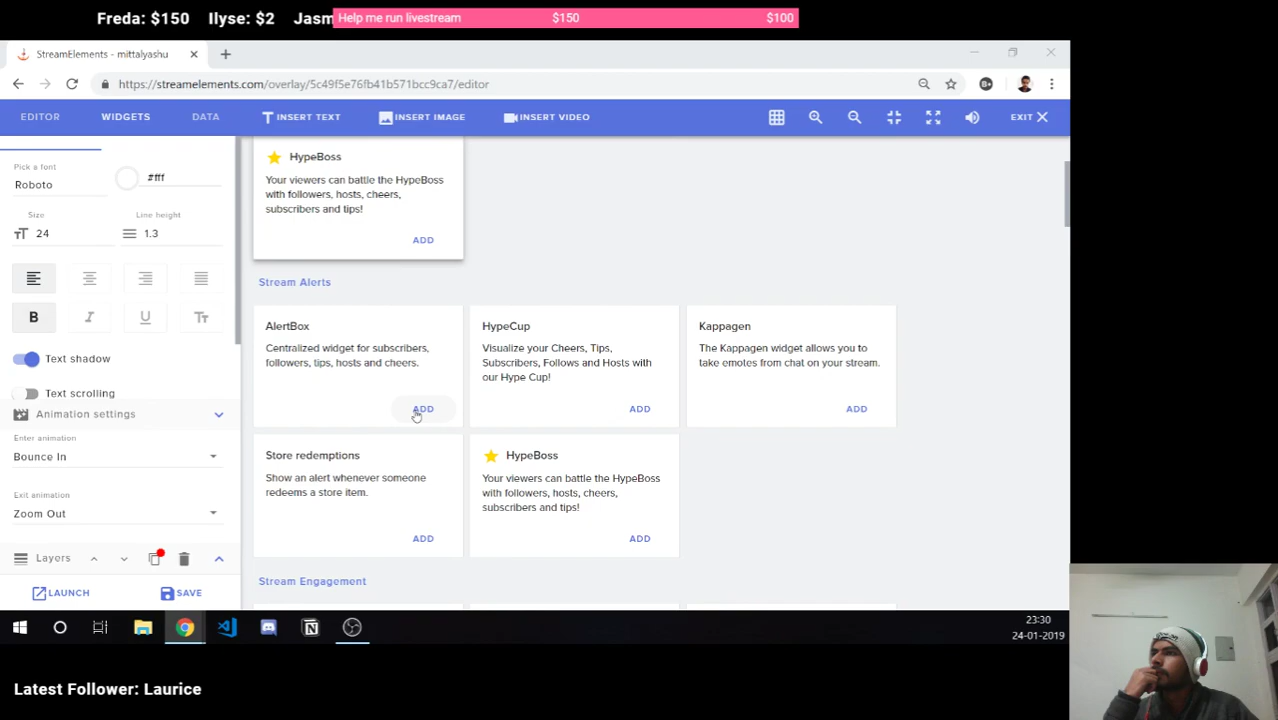 Freda: $150 Ilyse: $2 Jasm
Help me run livestream $150 $100
StreamElements - mittalyashu
https://streamelements.com/overlay/5c49f5e76fb41b571bcc9ca7/editor
B+
EDITOR WIDGETS DATA INSERT TEXT INSERT IMAGE INSERT VIDEO EXIT
Pick a font
Roboto
#fff
Size
24
Line height
1.3
B I U TT
Text shadow
Text scrolling
Animation settings
Enter animation
Bounce In
Exit animation
Zoom Out
Layers
LAUNCH SAVE
HypeBoss
Your viewers can battle the HypeBoss
with followers, hosts, cheers,
subscribers and tips!
ADD
Stream Alerts
AlertBox
Centralized widget for subscribers,
followers, tips, hosts and cheers.
ADD
HypeCup
Visualize your Cheers, Tips,
Subscribers, Follows and Hosts with
our Hype Cup!
ADD
Kappagen
The Kappagen widget allows you to
take emotes from chat on your stream.
ADD
Store redemptions
Show an alert whenever someone
redeems a store item.
ADD
HypeBoss
Your viewers can battle the HypeBoss
with followers, hosts, cheers,
subscribers and tips!
ADD
Stream Engagement
23:30
24-01-2019
Latest Follower: Laurice